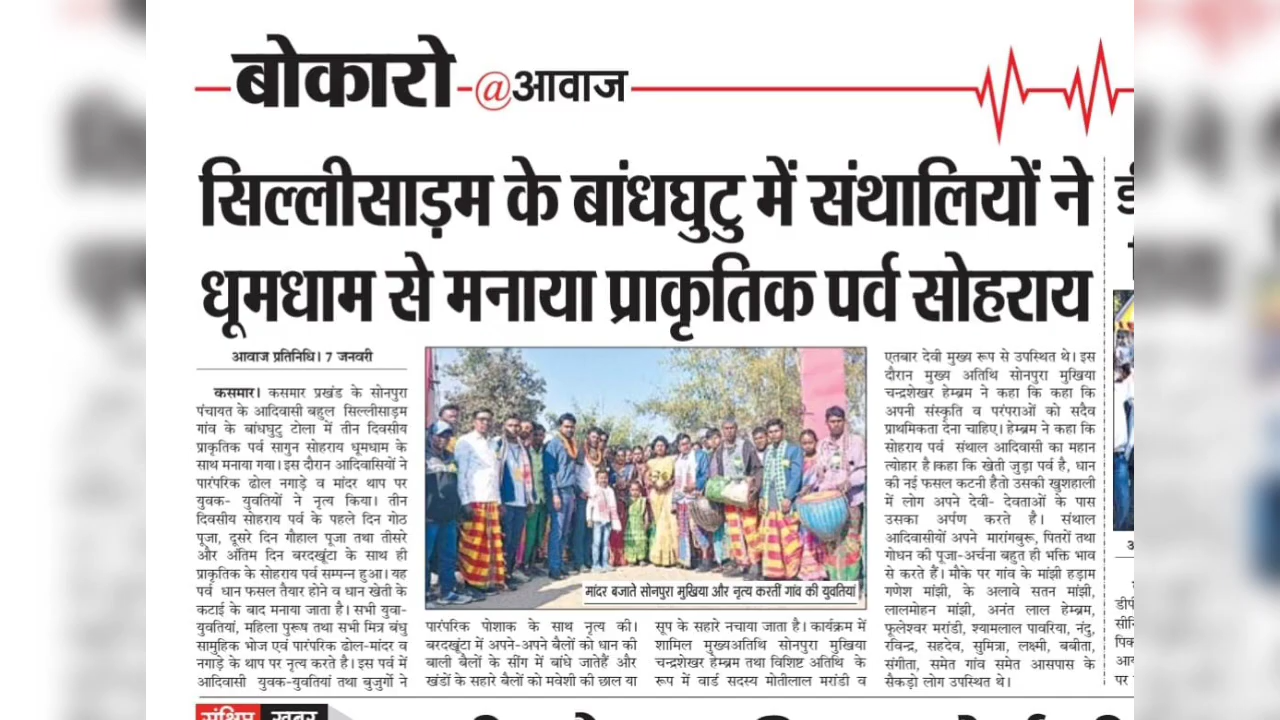 बोकारो @आवाज
सिल्लीसाड़म के बांधघुटु में संथालियों ने
धूमधाम से मनाया प्राकृतिक पर्व सोहराय
आवाज प्रतिनिधि। 7 जनवरी
कसमार। कसमार प्रखंड के सोनपुरा
पंचायत के आदिवासी बहुल सिल्लीसाड़म
गांव के बांधघुटु टोला में तीन दिवसीय
प्राकृतिक पर्व सागुन सोहराय धूमधाम के
साथ मनाया गया। इस दौरान आदिवासियों ने
पारंपरिक ढोल नगाड़े व मांदर थाप पर
युवक- युवतियों ने नृत्य किया। तीन
दिवसीय सोहराय पर्व के पहले दिन गोठ
पूजा, दूसरे दिन गौहाल पूजा तथा तीसरे
और अंतिम दिन बरदखूंटा के साथ ही
प्राकृतिक के सोहराय पर्व सम्पन्न हुआ। यह
पर्व धान फसल तैयार होने व धान खेती के
कटाई के बाद मनाया जाता है। सभी युवा-
युवतियां, महिला पुरूष तथा सभी मित्र बंधु
सामुहिक भोज एवं पारंपरिक ढोल-मांदर व
नगाड़े के थाप पर नृत्य करते है। इस पर्व में
आदिवासी युवक-युवतियां तथा बुजुर्गो ने
मांदर बजाते सोनपुरा मुखिया और नृत्य करतीं गांव की युवतियां
पारंपरिक पोशाक के साथ नृत्य की।
बरदखूंटा में अपने-अपने बैलों को धान की
बाली बैलों के सींग में बांधे जातेहैं और
खंडों के सहारे बैलों को मवेशी की छाल या
सूप के सहारे नचाया जाता है। कार्यक्रम में
शामिल मुख्यअतिथि सोनपुरा मुखिया
चन्द्रशेखर हेम्ब्रम तथा विशिष्ट अतिथि के
रूप में वार्ड सदस्य मोतीलाल मरांडी व
एतबार देवी मुख्य रूप से उपस्थित थे। इस
दौरान मुख्य अतिथि सोनपुरा मुखिया
चन्द्रशेखर हेम्ब्रम ने कहा कि कहा कि
अपनी संस्कृति व परंपराओं को सदैव
प्राथमिकता देना चाहिए। हेम्ब्रम ने कहा कि
सोहराय पर्व संथाल आदिवासी का महान
त्योहार है।कहा कि खेती जुड़ा पर्व है, धान
की नई फसल कटनी हैतो उसकी खुशहाली
में लोग अपने देवी- देवताओं के पास
उसका अर्पण करते है। संथाल
आदिवासीयों अपने मारांगबुरू, पितरों तथा
गोधन की पूजा-अर्चना बहुत ही भक्ति भाव
से करते हैं। मौके पर गांव के मांझी हड़ाम
गणेश मांझी, के अलावे सतन मांझी,
लालमोहन मांझी, अनंत लाल हेम्ब्रम,
फूलेश्वर मरांडी, श्यामलाल पावरिया, नंदु,
रविन्द्र, सहदेव, सुमित्रा, लक्ष्मी, बबीता,
संगीता, समेत गांव समेत आसपास के
सैकड़ो लोग उपस्थित थे।
संक्षिप्त खबर